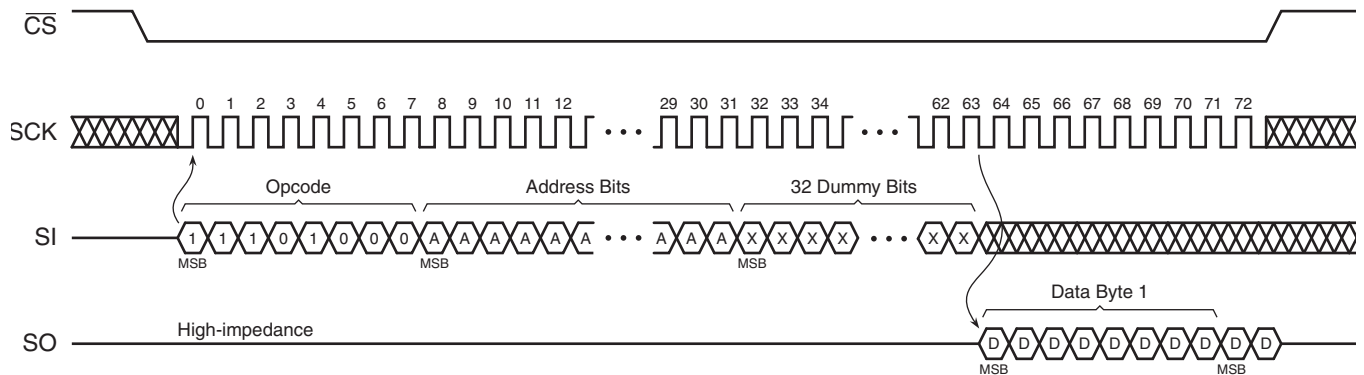 CS
0 1 2 3 4 5 6 7 8 9 10 11 12 29 30 31 32 33 34 62 63 64 65 66 67 68 69 70 71 72
SCK
Opcode Address Bits 32 Dummy Bits
SI 1 1 1 0 1 0 0 0 A A A A A A A A A X X X X X X
MSB MSB MSB
Data Byte 1
High-impedance
SO D D D D D D D D D D
MSB MSB